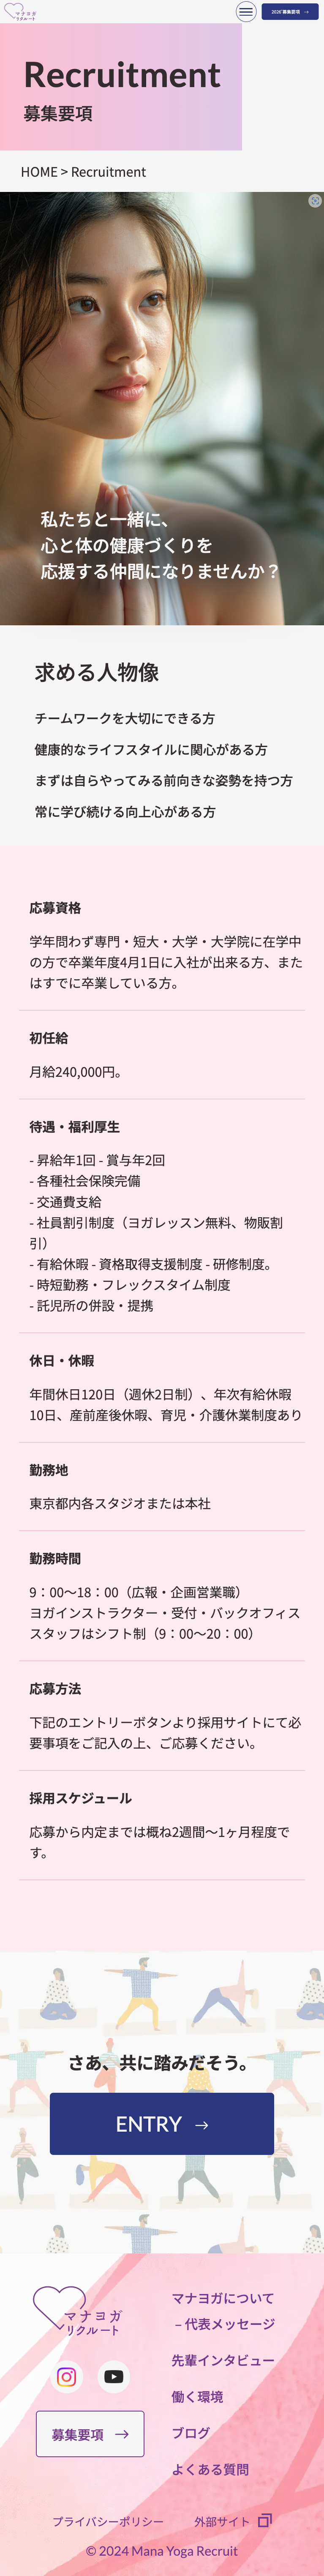 マナヨガ
リクルート
2026'募集要項 →
Recruitment
募集要項
HOME > Recruitment
私たちと一緒に、
心と体の健康づくりを
応援する仲間になりませんか？
求める人物像
チームワークを大切にできる方
健康的なライフスタイルに関心がある方
まずは自らやってみる前向きな姿勢を持つ方
常に学び続ける向上心がある方
応募資格
学年問わず専門・短大・大学・大学院に在学中
の方で卒業年度4月1日に入社が出来る方、また
はすでに卒業している方。
初任給
月給240,000円。
待遇・福利厚生
- 昇給年1回 - 賞与年2回
- 各種社会保険完備
- 交通費支給
- 社員割引制度（ヨガレッスン無料、物販割
引）
- 有給休暇 - 資格取得支援制度 - 研修制度。
- 時短勤務・フレックスタイム制度
- 託児所の併設・提携
休日・休暇
年間休日120日（週休2日制）、年次有給休暇
10日、産前産後休暇、育児・介護休業制度あり
勤務地
東京都内各スタジオまたは本社
勤務時間
9：00〜18：00（広報・企画営業職）
ヨガインストラクター・受付・バックオフィス
スタッフはシフト制（9：00〜20：00）
応募方法
下記のエントリーボタンより採用サイトにて必
要事項をご記入の上、ご応募ください。
採用スケジュール
応募から内定までは概ね2週間〜1ヶ月程度で
す。
さあ、共に踏みだそう。
ENTRY →
マナヨガ
リクルート
募集要項 →
マナヨガについて
– 代表メッセージ
先輩インタビュー
働く環境
ブログ
よくある質問
プライバシーポリシー
外部サイト
© 2024 Mana Yoga Recruit